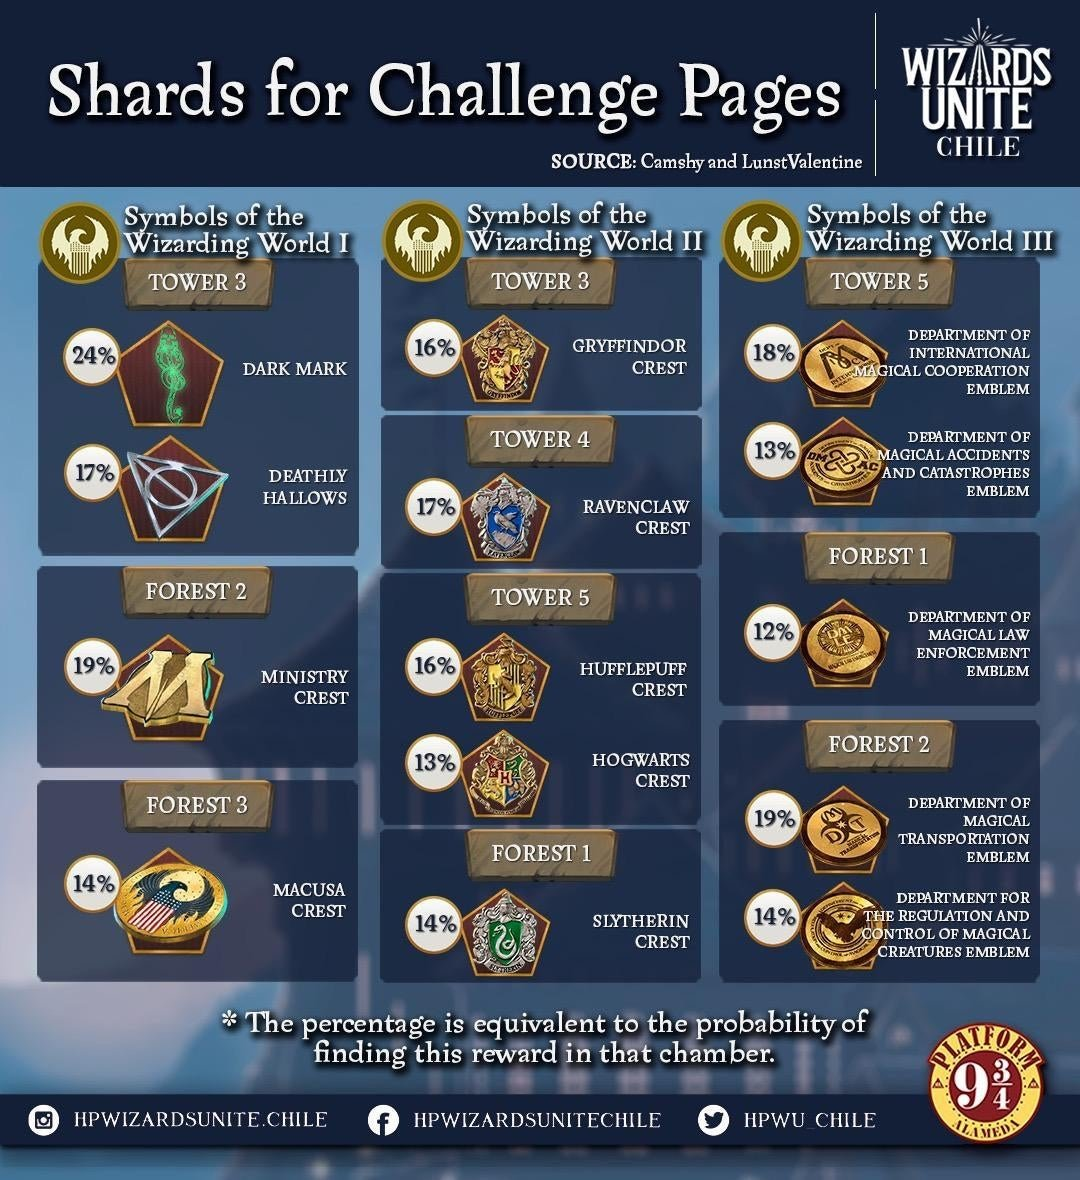 Shards for Challenge Pages
SOURCE: Camshy and LunstValentine
WIZARDS
UNITE
CHILE
Symbols of the
Wizarding World I
TOWER 3
24%
DARK MARK
17%
DEATHLY
HALLOWS
FOREST 2
19%
MINISTRY
CREST
FOREST 3
14%
MACUSA
CREST
Symbols of the
Wizarding World II
TOWER 3
16%
GRYFFINDOR
CREST
TOWER 4
17%
RAVENCLAW
CREST
TOWER 5
16%
HUFFLEPUFF
CREST
13%
HOGWARTS
CREST
FOREST 1
14%
SLYTHERIN
CREST
Symbols of the
Wizarding World III
TOWER 5
18%
DEPARTMENT OF
INTERNATIONAL
MAGICAL COOPERATION
EMBLEM
13%
DEPARTMENT OF
MAGICAL ACCIDENTS
AND CATASTROPHES
EMBLEM
FOREST 1
12%
DEPARTMENT OF
MAGICAL LAW
ENFORCEMENT
EMBLEM
FOREST 2
19%
DEPARTMENT OF
MAGICAL
TRANSPORTATION
EMBLEM
14%
DEPARTMENT FOR
THE REGULATION AND
CONTROL OF MAGICAL
CREATURES EMBLEM
* The percentage is equivalent to the probability of
finding this reward in that chamber.
PLATFORM
9 3/4
ALAMEDA
HPWIZARDSUNITE.CHILE
HPWIZARDSUNITECHILE
HPWU_CHILE